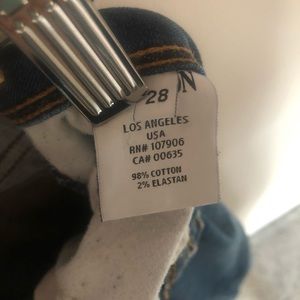 28
LOS ANGELES
USA
RN# 107906
CA# 00635
98% COTTON
2% ELASTAN